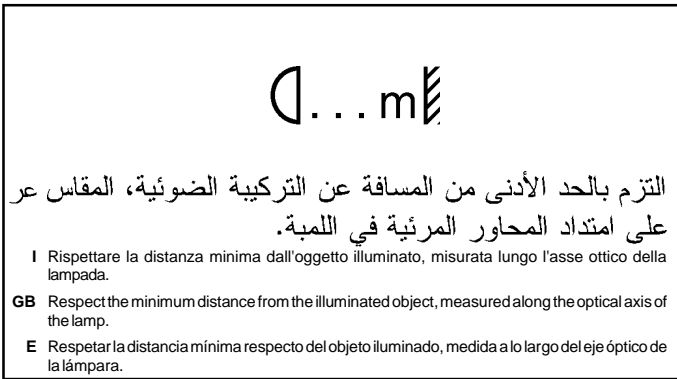 ...m
التزم بالحد الأدنى من المسافة عن التركيبة الضوئية، المقاس عر
على امتداد المحاور المرئية في اللمبة.
I Rispettare la distanza minima dall'oggetto illuminato, misurata lungo l'asse ottico della
lampada.
GB Respect the minimum distance from the illuminated object, measured along the optical axis of
the lamp.
E Respetar la distancia mínima respecto del objeto iluminado, medida a lo largo del eje óptico de
la lámpara.